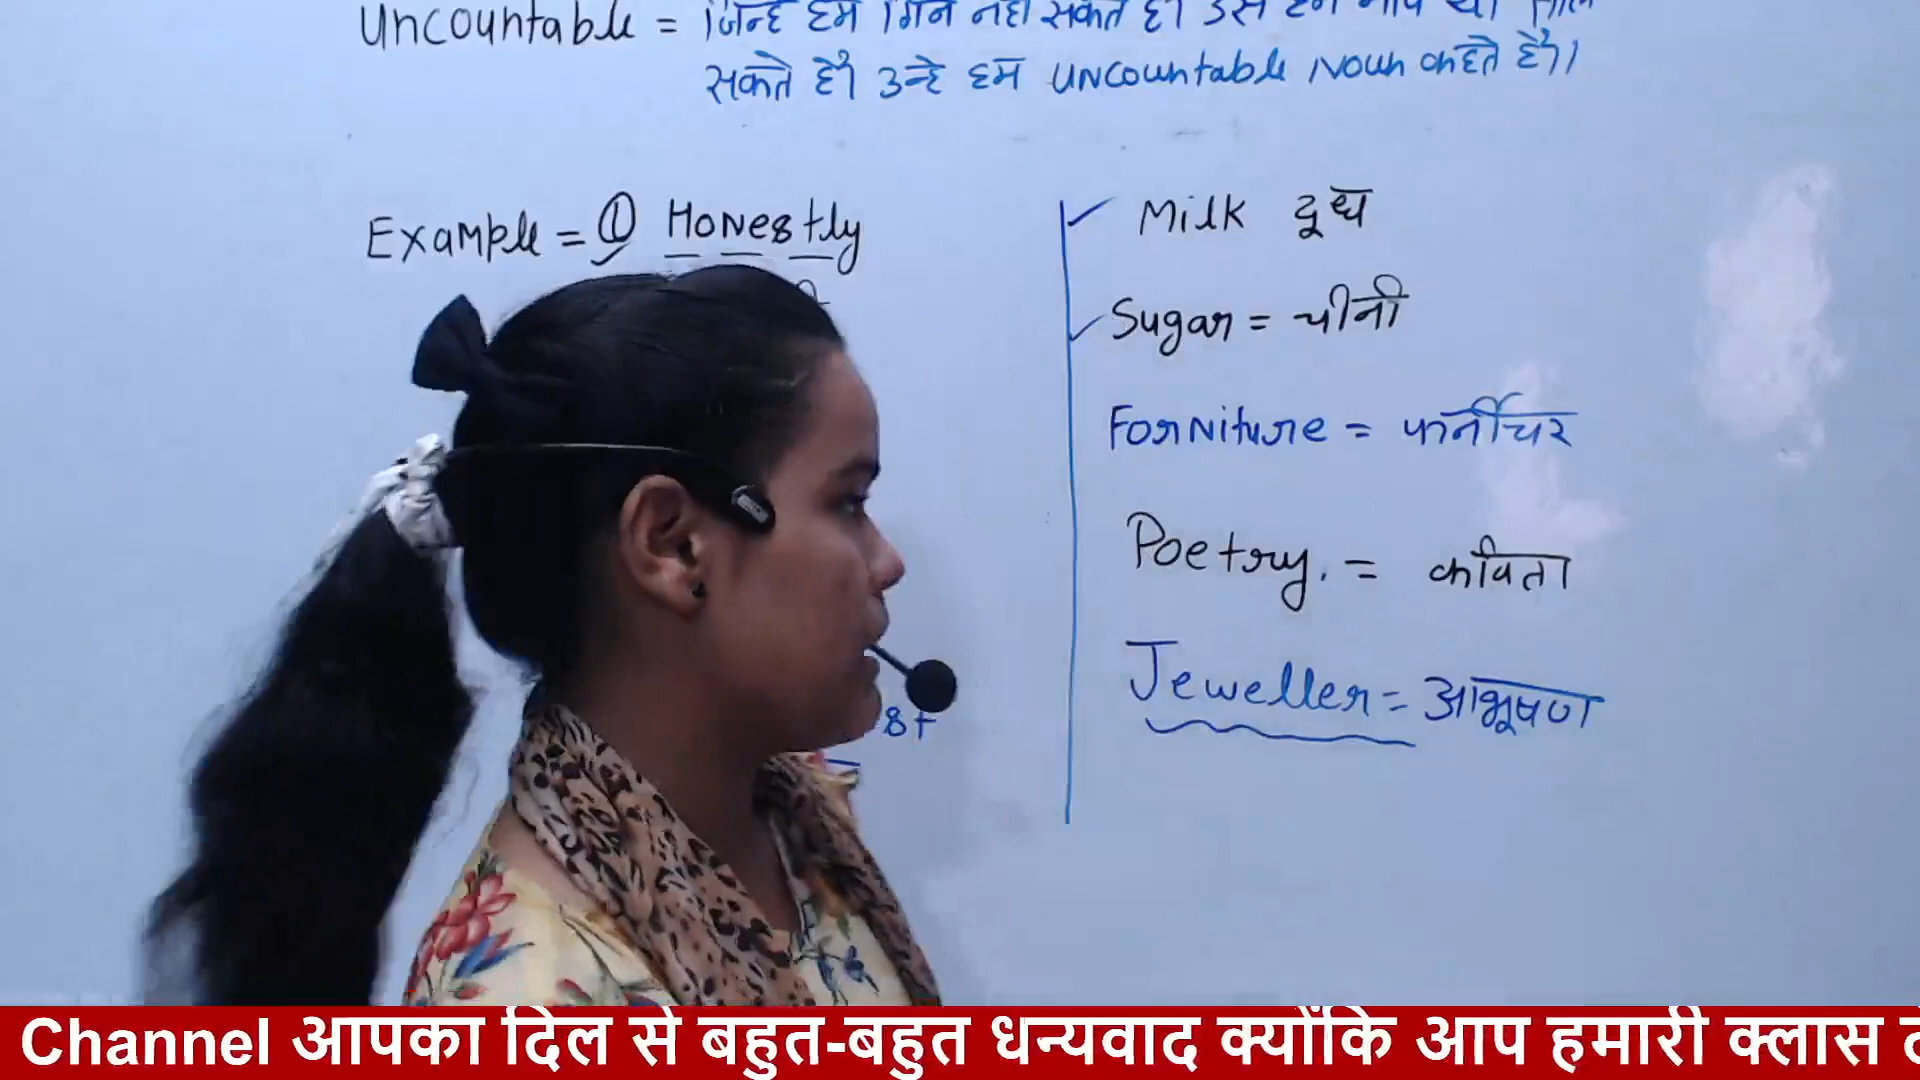 Uncountable = जिन्हे हम गिन नही सकते है। उसे हम
सकते है। उन्हे हम UNCountable Noun कहते है।
Example = ① Honestly
Milk दूध
Sugar = चीनी
Forniture = फर्नीचर
Poetry. = कविता
Jeweller = आभूषण
st
Channel आपका दिल से बहुत-बहुत धन्यवाद क्योंकि आप हमारी क्लास